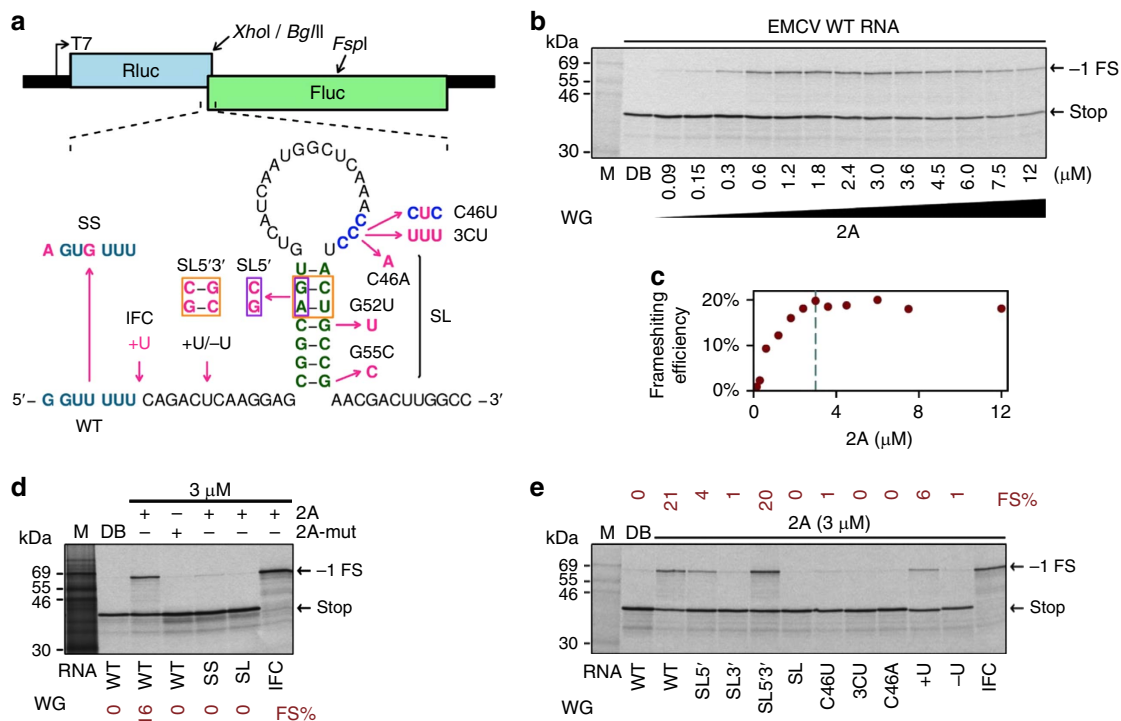 a
T7
XhoI / BglII
FspI
Rluc
Fluc
GUCAUCAAUGGCUCAAA
CCC
U
CUC C46U
UUU 3CU
A
C46A
SS
A GUG UUU
SL5′3′ SL5′
C–G C
G–C G
U–A
G–C
A–U
C–G
G–C
G–C
C–G
G52U
U
G55C
C
SL
IFC
+U
+U/–U
5′– G GUUU UUU CAGACUCAAGGAG AACGACUUGGCC –3′
WT
b
EMCV WT RNA
kDa
69
55
46
30
← –1 FS
← Stop
M DB 0.09 0.15 0.3 0.6 1.2 1.8 2.4 3.0 3.6 4.5 6.0 7.5 12 (μM)
WG
2A
c
Frameshiting
efficiency
20%
10%
0%
0 4 8 12
2A (μM)
d
3 μM
+ – + + + 2A
M DB – + – – – 2A-mut
kDa
69
55
46
30
← –1 FS
← Stop
RNA WT WT WT SS SL IFC
WG 0 16 0 0 0 FS%
e
0 21 4 1 20 0 1 0 0 6 1 FS%
M DB 2A (3 μM)
kDa
69
55
46
30
← –1 FS
← Stop
RNA WT WT SL5′ SL3′ SL5′3′ SL C46U 3CU C46A +U –U IFC
WG